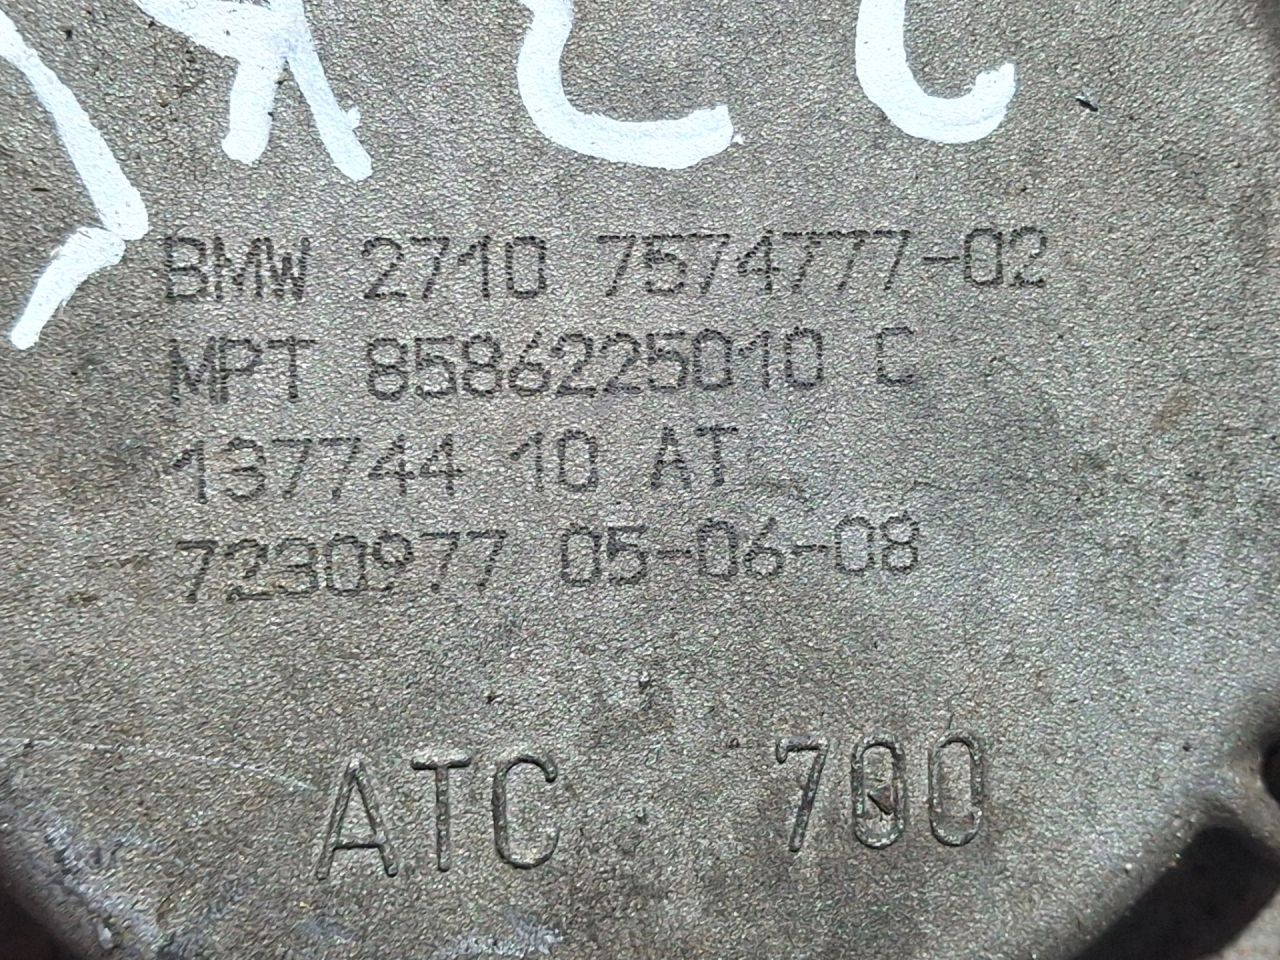 BMW 2710 7574777-02
MPT 8586225010 C
137744 10 AT
7230977 05-06-08
ATC 700